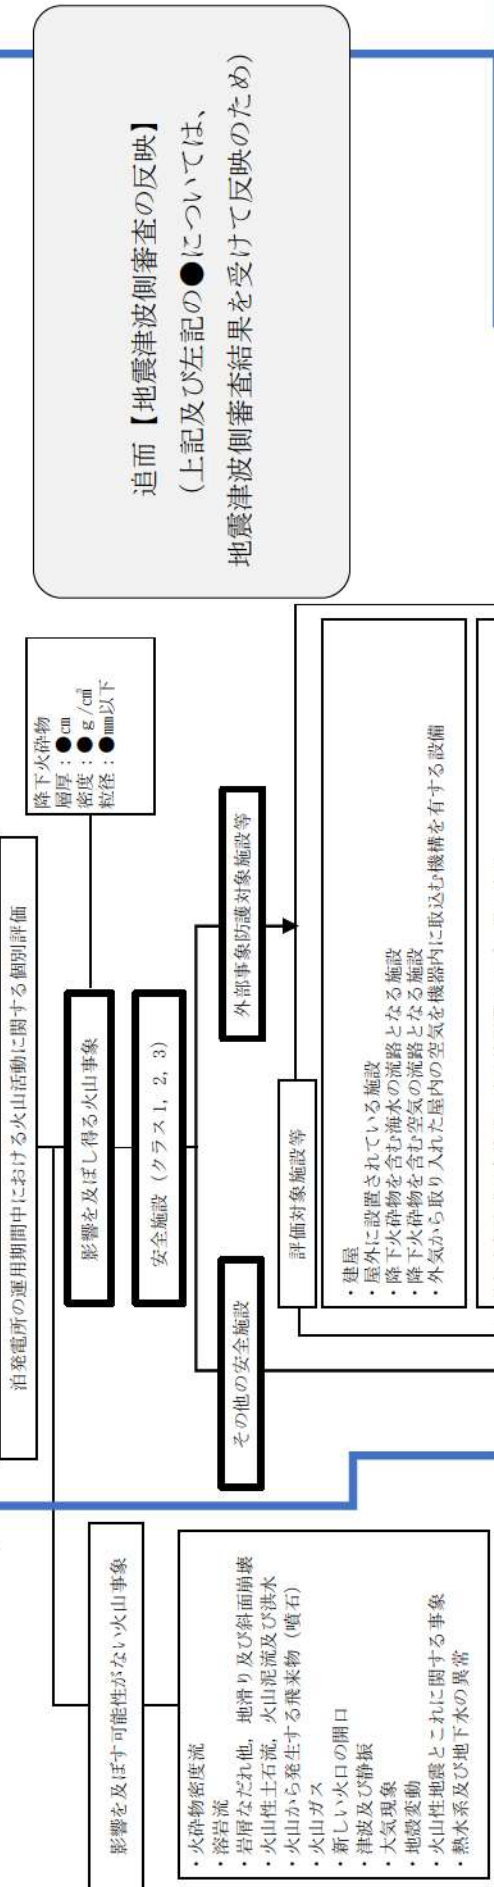 泊発電所の運用期間中における火山活動に関する個別評価
影響を及ぼす可能性がない火山事象
・火砕物密度流
・溶岩流
・岩屑なだれ他，地滑り及び斜面崩壊
・火山性土石流，火山泥流及び洪水
・火山から発生する飛来物（噴石）
・火山ガス
・新しい火口の開口
・津波及び静振
・大気現象
・地殻変動
・火山性地震とこれに関する事象
・熱水系及び地下水の異常
影響を及ぼし得る火山事象
降下火砕物
層厚：●cm
密度：●g/cm³
粒径：●mm以下
安全施設（クラス1，2，3）
その他の安全施設
外部事象防護対象施設等
評価対象施設等
・建屋
・屋外に設置されている施設
・降下火砕物を含む海水の流路となる施設
・降下火砕物を含む空気の流路となる施設
・外気から取り入れた屋内の空気を機器内に取込む機構を有する設備
追而【地震津波側審査の反映】
（上記及び左記の●については、
地震津波側審査結果を受けて反映のため）